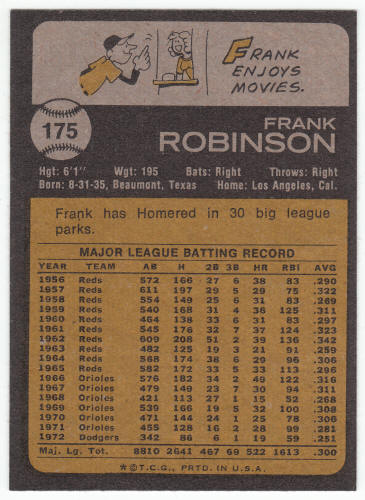 FRANK
ENJOYS
MOVIES.
175
FRANK
ROBINSON
Hgt: 6'1" Wgt: 195 Bats: Right Throws: Right
Born: 8-31-35, Beaumont, Texas Home: Los Angeles, Cal.
Frank has Homered in 30 big league
parks.
MAJOR LEAGUE BATTING RECORD
YEAR TEAM AB H 2B 3B HR RBI AVG
1956 Reds 572 166 27 6 38 83 .290
1957 Reds 611 197 29 5 29 75 .322
1958 Reds 554 149 25 6 31 83 .269
1959 Reds 540 168 31 4 36 125 .311
1960 Reds 464 138 33 6 31 83 .297
1961 Reds 545 176 32 7 37 124 .323
1962 Reds 609 208 51 2 39 136 .342
1963 Reds 482 125 19 3 21 91 .259
1964 Reds 568 174 38 6 29 96 .306
1965 Reds 582 172 33 5 33 113 .296
1966 Orioles 576 182 34 2 49 122 .316
1967 Orioles 479 149 23 7 30 94 .311
1968 Orioles 421 113 27 1 15 52 .268
1969 Orioles 539 166 19 5 32 100 .308
1970 Orioles 471 144 24 1 25 78 .306
1971 Orioles 455 128 16 2 28 99 .281
1972 Dodgers 342 86 6 1 19 59 .251
Maj. Lg. Tot. 8810 2641 467 69 522 1613 .300
*©T.C.G., PRTD. IN U.S.A.